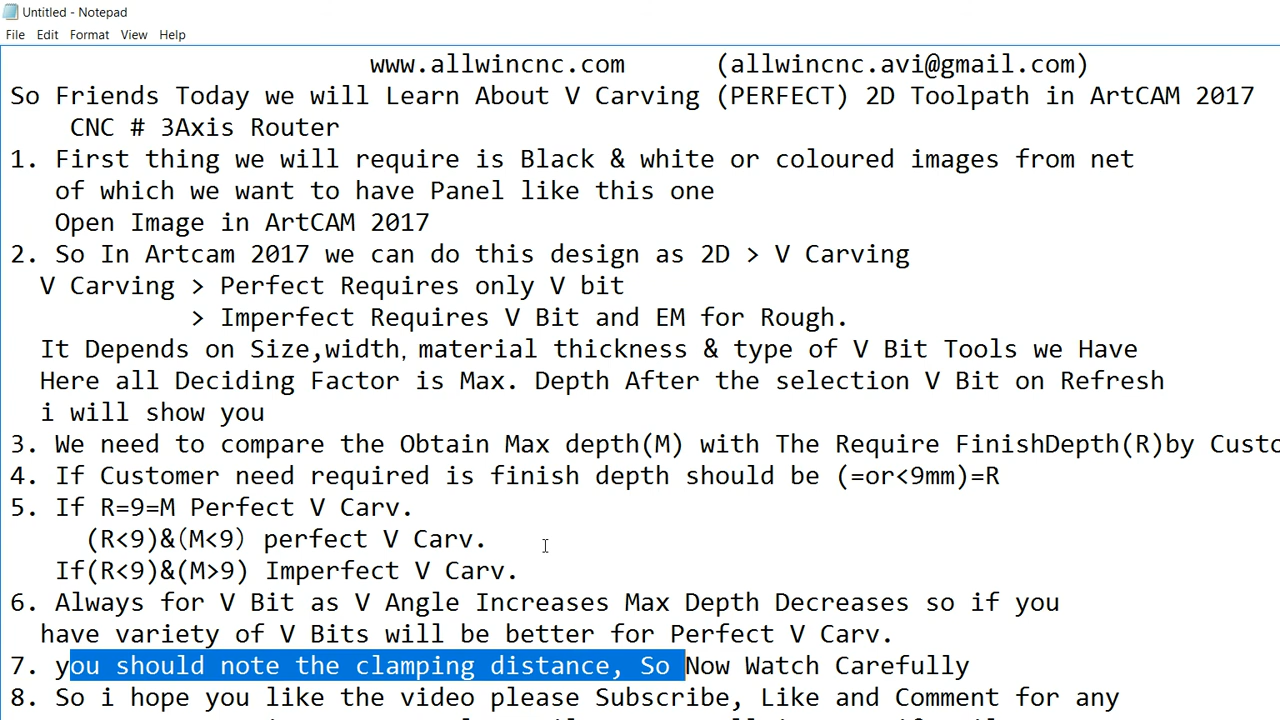 Untitled - Notepad
File Edit Format View Help
www.allwincnc.com (allwincnc.avi@gmail.com)
So Friends Today we will Learn About V Carving (PERFECT) 2D Toolpath in ArtCAM 2017
CNC # 3Axis Router
1. First thing we will require is Black & white or coloured images from net
of which we want to have Panel like this one
Open Image in ArtCAM 2017
2. So In Artcam 2017 we can do this design as 2D > V Carving
V Carving > Perfect Requires only V bit
> Imperfect Requires V Bit and EM for Rough.
It Depends on Size,width, material thickness & type of V Bit Tools we Have
Here all Deciding Factor is Max. Depth After the selection V Bit on Refresh
i will show you
3. We need to compare the Obtain Max depth(M) with The Require FinishDepth(R)by
4. If Customer need required is finish depth should be (=or<9mm)=R
5. If R=9=M Perfect V Carv.
(R<9)&(M<9) perfect V Carv.
If(R<9)&(M>9) Imperfect V Carv.
6. Always for V Bit as V Angle Increases Max Depth Decreases so if you
have variety of V Bits will be better for Perfect V Carv.
7. you should note the clamping distance, So Now Watch Carefully
8. So i hope you like the video please Subscribe, Like and Comment for any